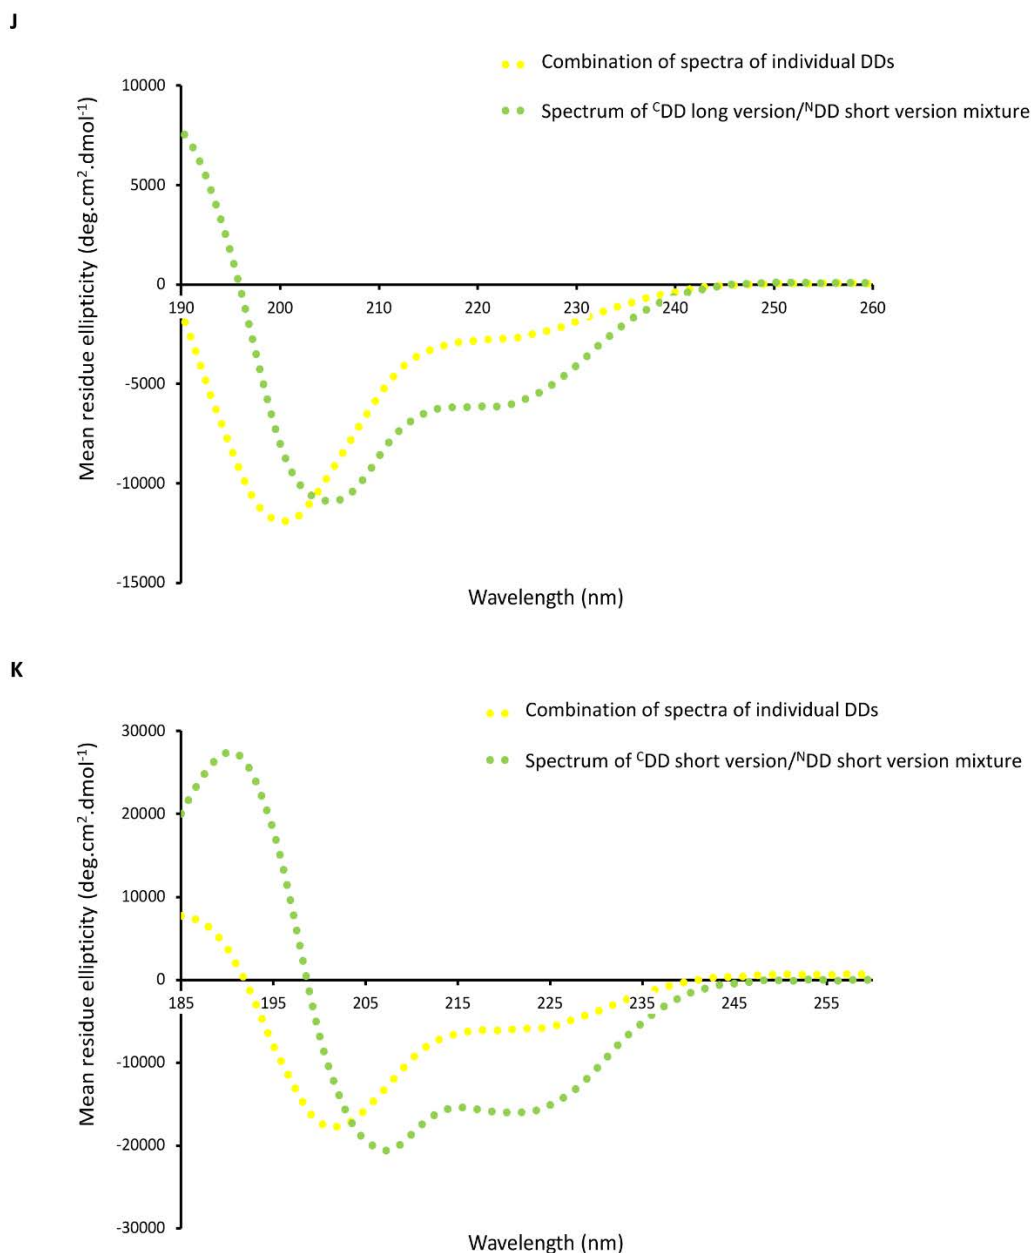 J
Combination of spectra of individual DDs
Spectrum of ᶜDD long version/ᴺDD short version mixture
Mean residue ellipticity (deg.cm².dmol⁻¹)
10000
5000
0
-5000
-10000
-15000
190 200 210 220 230 240 250 260
Wavelength (nm)
K
Combination of spectra of individual DDs
Spectrum of ᶜDD short version/ᴺDD short version mixture
Mean residue ellipticity (deg.cm².dmol⁻¹)
30000
20000
10000
0
-10000
-20000
-30000
185 195 205 215 225 235 245 255
Wavelength (nm)